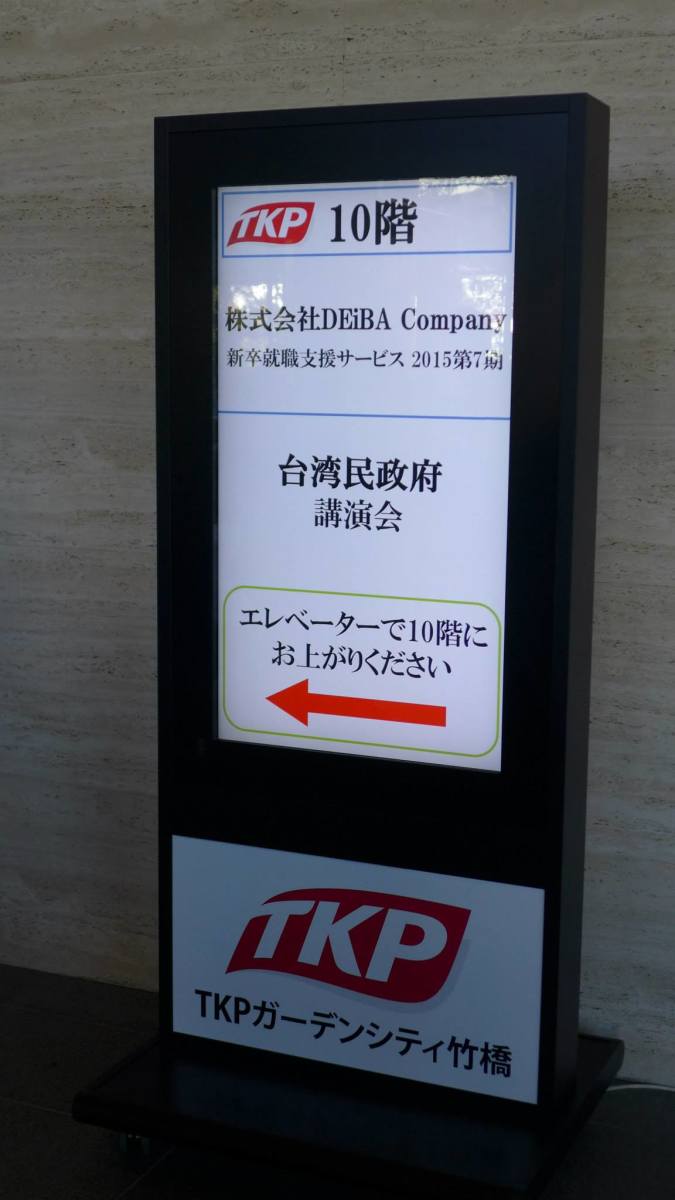 TKP 10階
株式会社DEiBA Company
新卒就職支援サービス 2015第7期
台湾民政府
講演会
エレベーターで10階に
お上がりください
TKP
TKPガーデンシティ竹橋